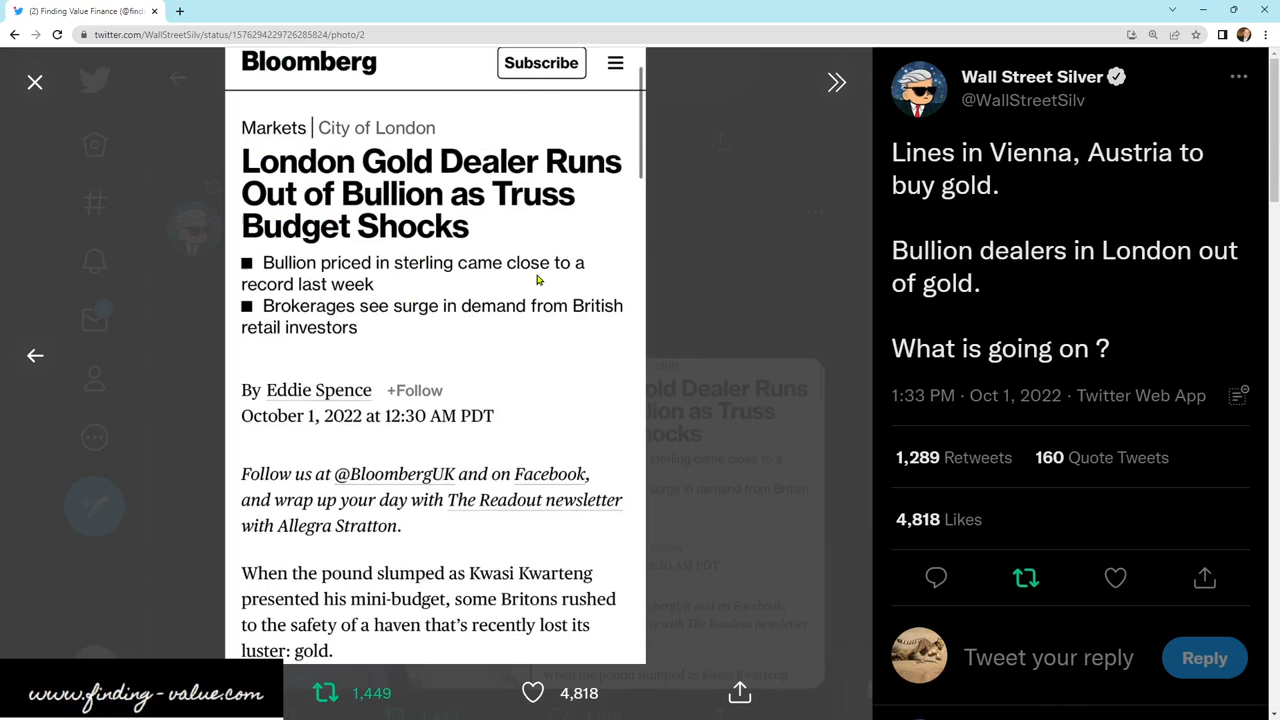 (2) Finding Value Finance (@find
twitter.com/WallStreetSilv/status/1576294229726285824/photo/2
Bloomberg
Subscribe
Markets | City of London
London Gold Dealer Runs
Out of Bullion as Truss
Budget Shocks
■ Bullion priced in sterling came close to a
record last week
■ Brokerages see surge in demand from British
retail investors
By Eddie Spence +Follow
October 1, 2022 at 12:30 AM PDT
Follow us at @BloombergUK and on Facebook,
and wrap up your day with The Readout newsletter
with Allegra Stratton.
When the pound slumped as Kwasi Kwarteng
presented his mini-budget, some Britons rushed
to the safety of a haven that's recently lost its
luster: gold.
www.finding-value.com
1,449
4,818
Wall Street Silver
@WallStreetSilv
Lines in Vienna, Austria to
buy gold.
Bullion dealers in London out
of gold.
What is going on ?
1:33 PM · Oct 1, 2022 · Twitter Web App
1,289 Retweets 160 Quote Tweets
4,818 Likes
Tweet your reply
Reply